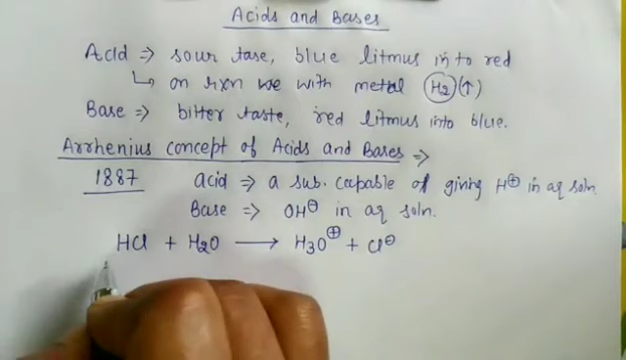 Acids and Bases
Acid => sour tase, blue litmus in to red
↳ on rxn we with metal H2(↑)
Base => bitter taste, red litmus into blue.
Arrhenius concept of Acids and Bases =>
1887 acid => a sub. capable of giving H⊕ in aq soln.
Base => OH⊖ in aq soln.
HCl + H2O ⟶ H3O⊕ + Cl⊖